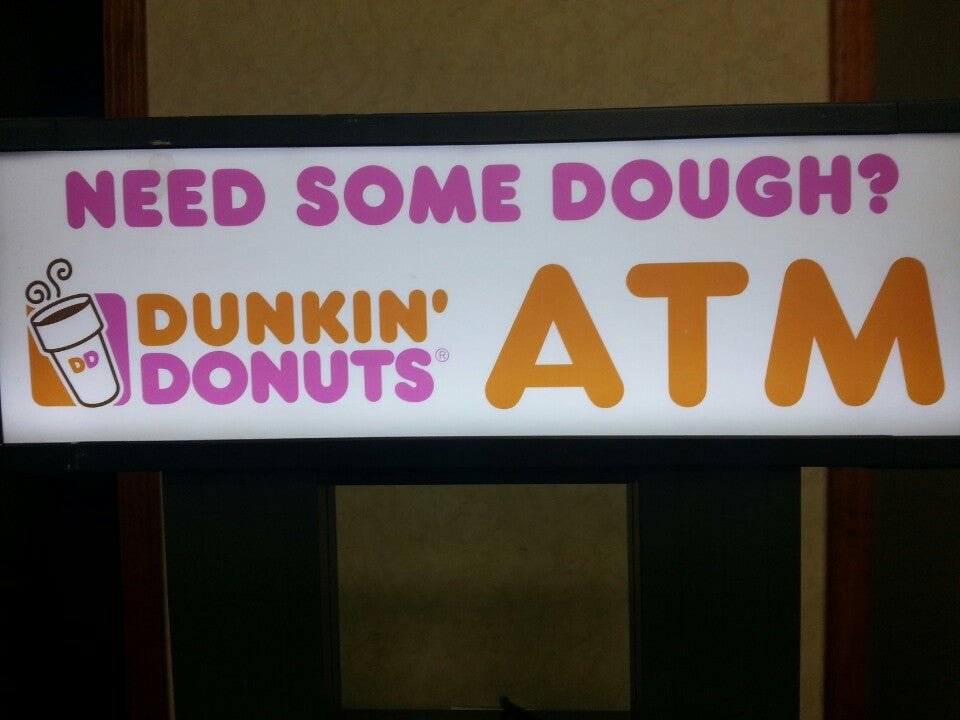 NEED SOME DOUGH?
DD
DUNKIN'
DONUTS®
ATM